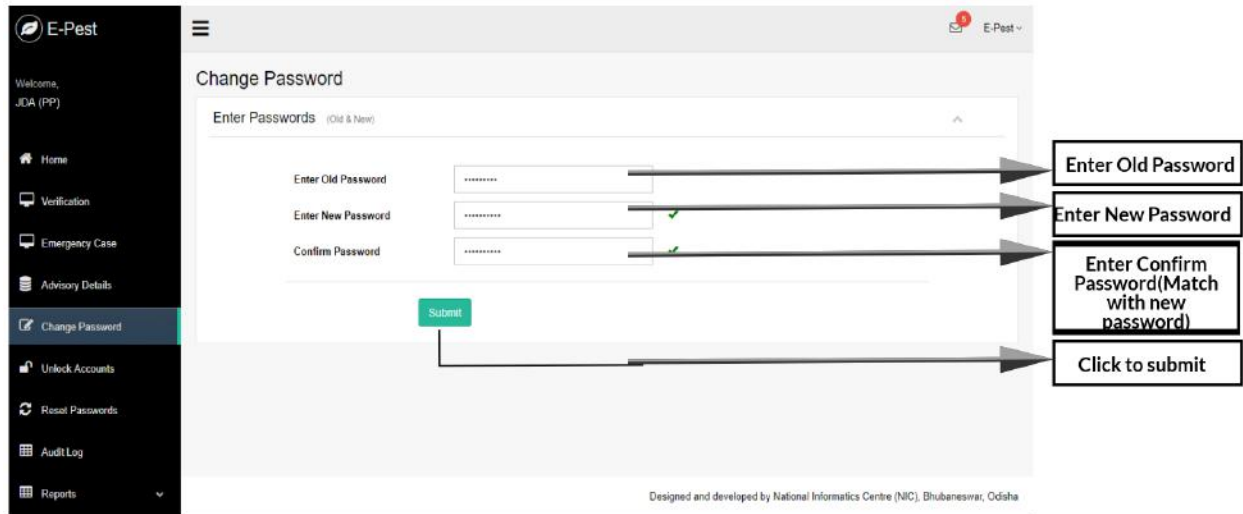 E-Pest
5
E-Pest
Welcome,
JDA (PP)
Change Password
Enter Passwords (Old & New)
Home
Verification
Emergency Case
Advisory Details
Change Password
Unlock Accounts
Reset Passwords
Audit Log
Reports
Enter Old Password
Enter New Password
Confirm Password
Submit
Enter Old Password
Enter New Password
Enter Confirm
Password(Match
with new
password)
Click to submit
Designed and developed by National Informatics Centre (NIC), Bhubaneswar, Odisha